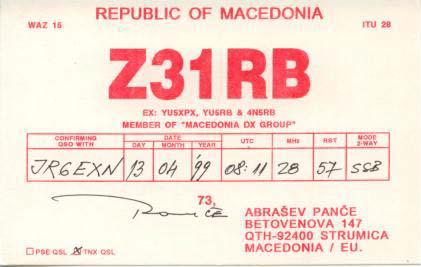 REPUBLIC OF MACEDONIA
WAZ 15
ITU 28
Z31RB
EX: YU5XPX, YU5RB & 4N5RB
MEMBER OF "MACEDONIA DX GROUP"
CONFIRMING QSO WITH DATE DAY MONTH YEAR UTC MHz RST MODE 2-WAY
JR6EXN 13 04 '99 08:11 28 57 SSB
73,
Panče
ABRAŠEV PANČE
BETOVENOVA 147
QTH-92400 STRUMICA
MACEDONIA / EU.
PSE QSL TNX QSL